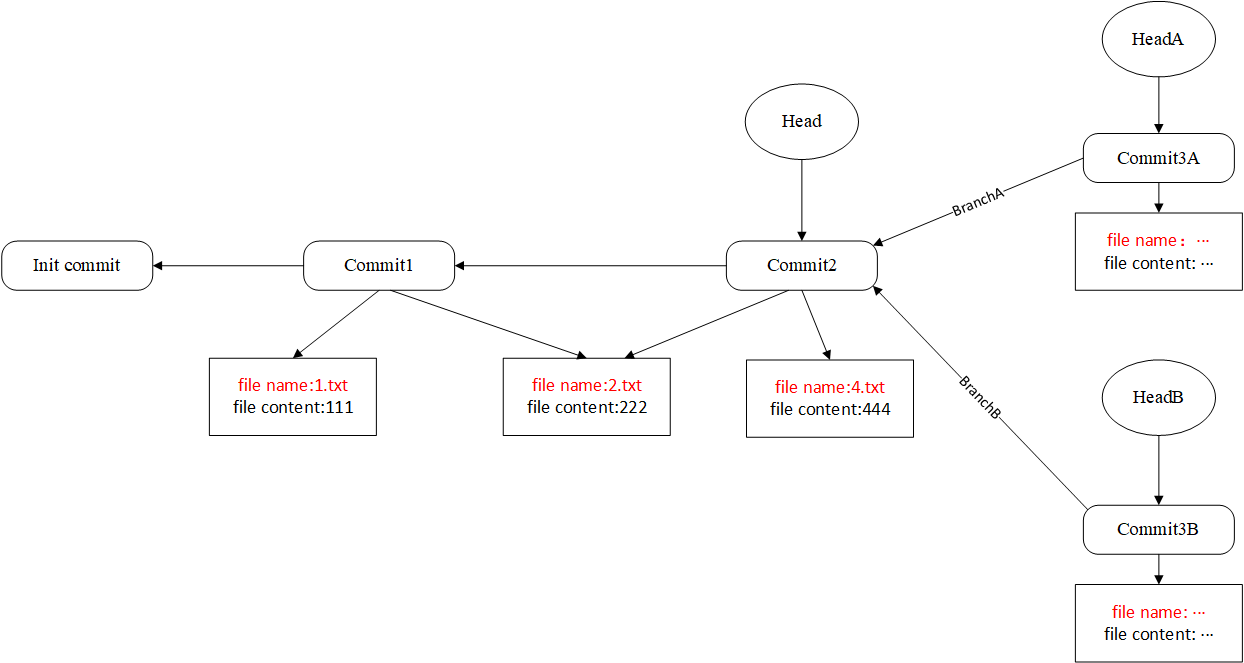 HeadA
Head
Commit3A
BranchA
file name：···
file content: ···
Init commit
Commit1
Commit2
file name:1.txt
file content:111
file name:2.txt
file content:222
file name:4.txt
file content:444
BranchB
HeadB
Commit3B
file name: ···
file content: ···